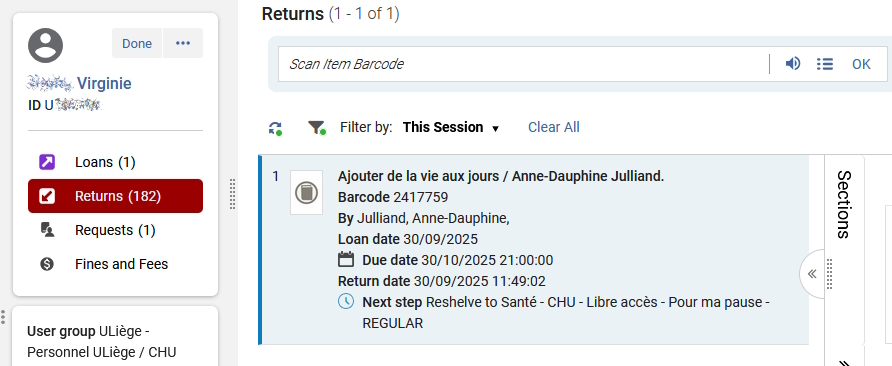 Returns (1 - 1 of 1)
Done
Scan Item Barcode
OK
Virginie
ID U
Filter by: This Session Clear All
Loans (1)
Returns (182)
Requests (1)
Fines and Fees
1
Ajouter de la vie aux jours / Anne-Dauphine Julliand.
Barcode 2417759
By Julliand, Anne-Dauphine,
Loan date 30/09/2025
Due date 30/10/2025 21:00:00
Return date 30/09/2025 11:49:02
Next step Reshelve to Santé - CHU - Libre accès - Pour ma pause -
REGULAR
Sections
User group ULiège -
Personnel ULiège / CHU